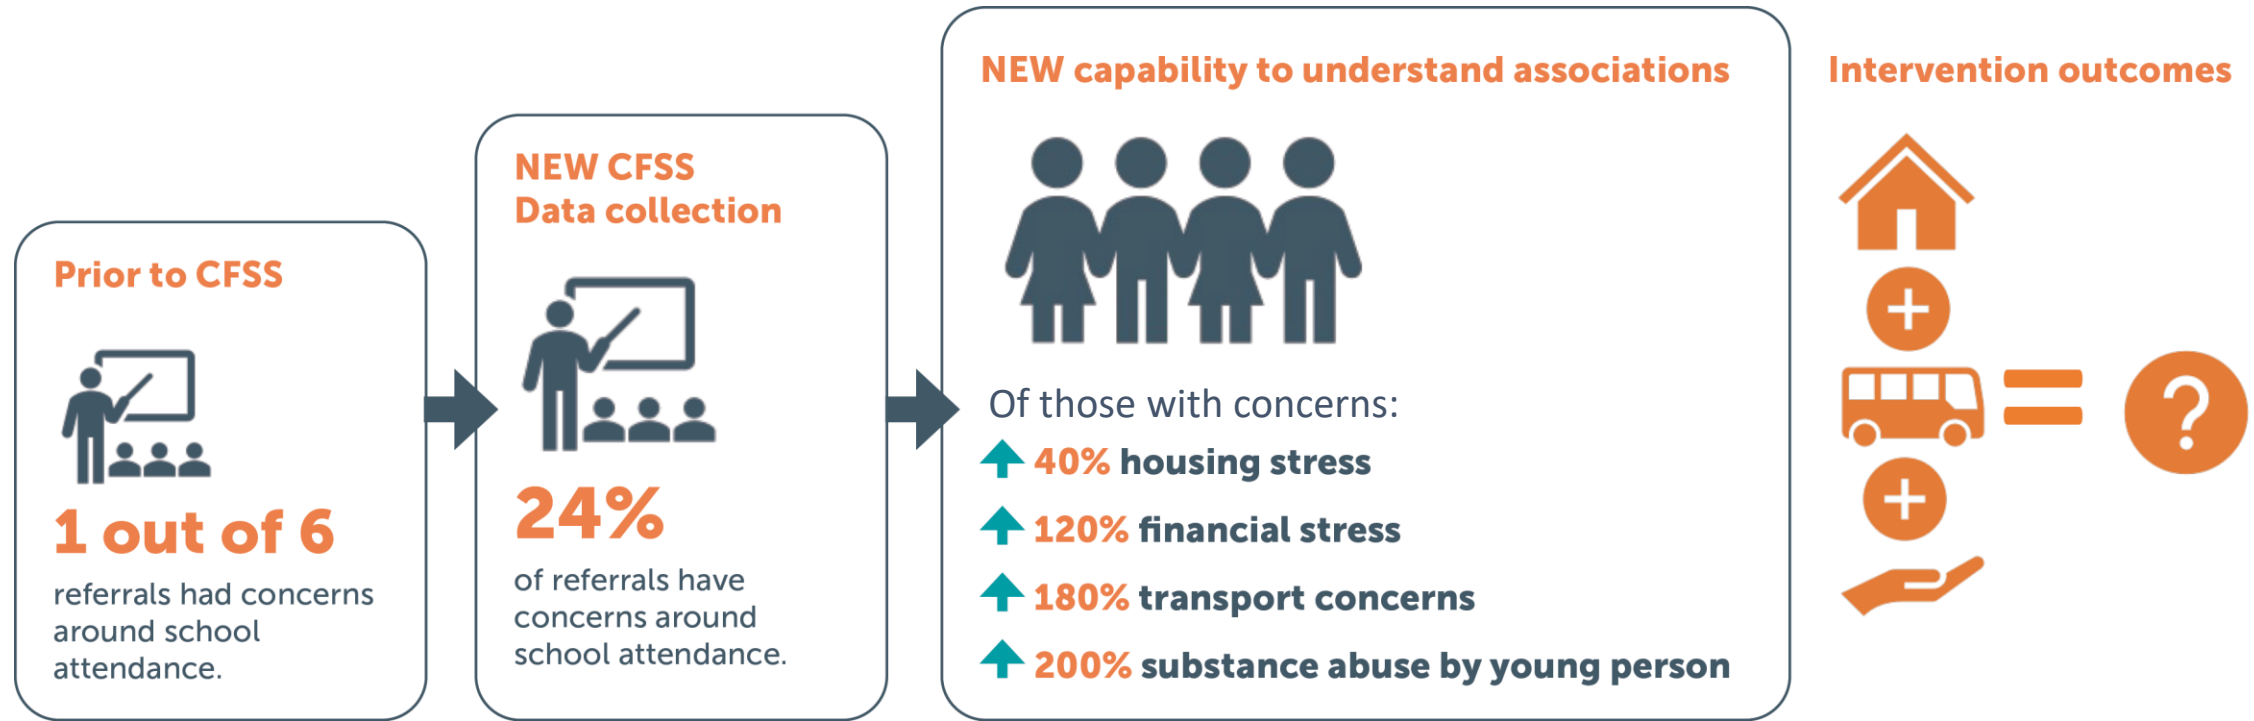 Prior to CFSS
1 out of 6
referrals had concerns
around school
attendance.
NEW CFSS
Data collection
24%
of referrals have
concerns around
school attendance.
NEW capability to understand associations
Of those with concerns:
40% housing stress
120% financial stress
180% transport concerns
200% substance abuse by young person
Intervention outcomes
+
+
=
?